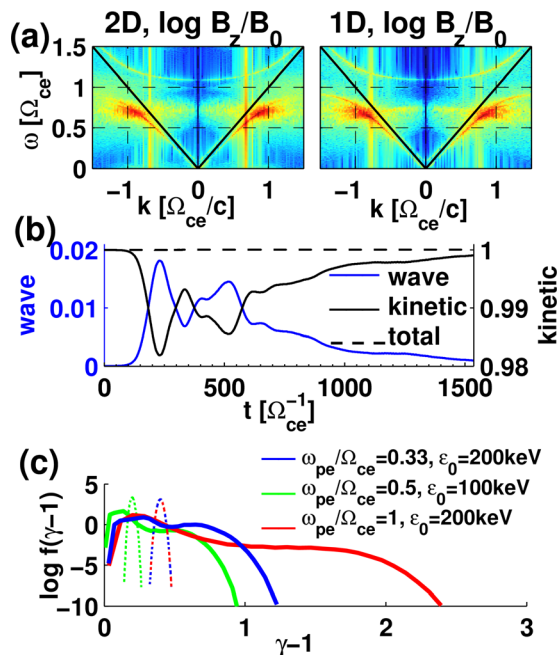 (a) 2D, log B_z/B_0 1D, log B_z/B_0
1.5
1
0.5
0
ω [Ω_ce]
−1 0 1 −1 0 1
k [Ω_ce/c] k [Ω_ce/c]
(b)
0.02 1
0.01 0.99
0 0.98
wave
kinetic
wave
kinetic
total
0 500 1000 1500
t [Ω_ce^−1]
(c)
ω_pe/Ω_ce=0.33, ε_0=200keV
ω_pe/Ω_ce=0.5, ε_0=100keV
ω_pe/Ω_ce=1, ε_0=200keV
log f(γ−1)
5
0
−5
−10
0 1 2 3
γ−1